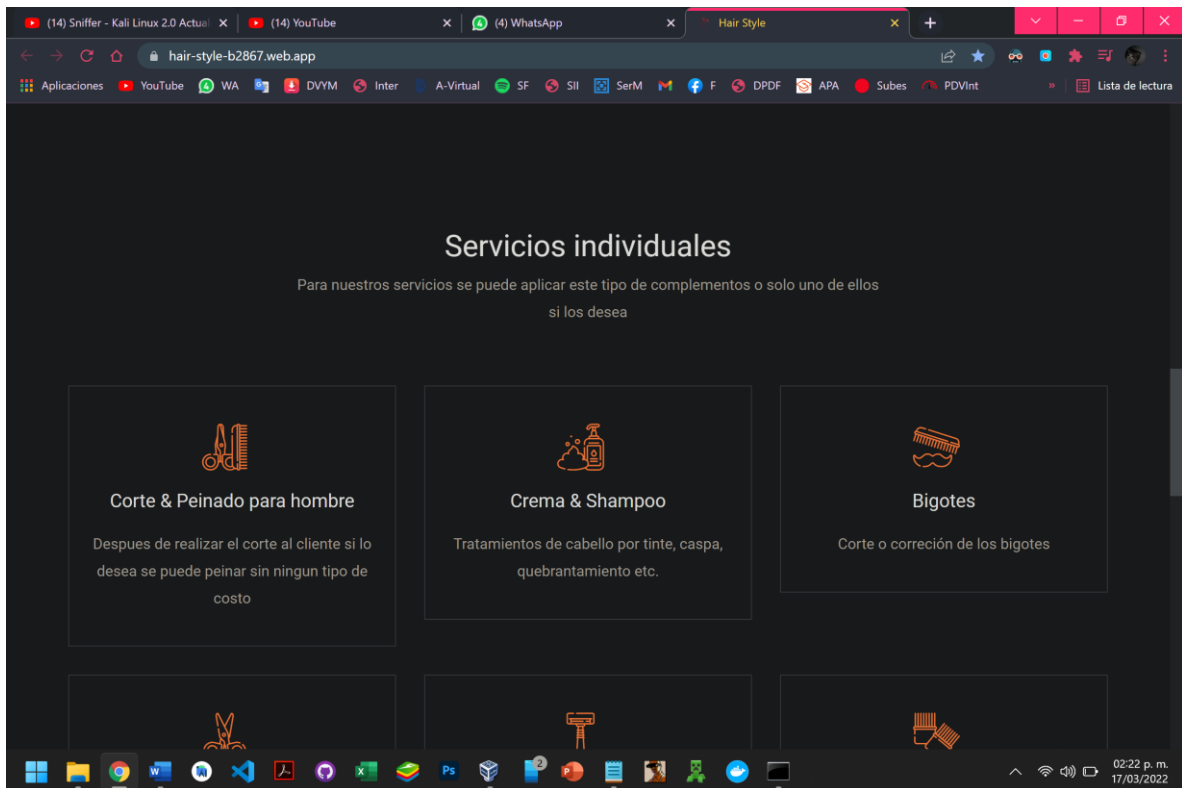 (14) Sniffer - Kali Linux 2.0 Actual
(14) YouTube
(4) WhatsApp
Hair Style
hair-style-b2867.web.app
Aplicaciones YouTube WA DVYM Inter A-Virtual SF SII SerM F DPDF APA Subes PDVInt » Lista de lectura
Servicios individuales
Para nuestros servicios se puede aplicar este tipo de complementos o solo uno de ellos
si los desea
Corte & Peinado para hombre
Despues de realizar el corte al cliente si lo
desea se puede peinar sin ningun tipo de
costo
Crema & Shampoo
Tratamientos de cabello por tinte, caspa,
quebrantamiento etc.
Bigotes
Corte o correción de los bigotes
Ps
2
02:22 p. m.
17/03/2022